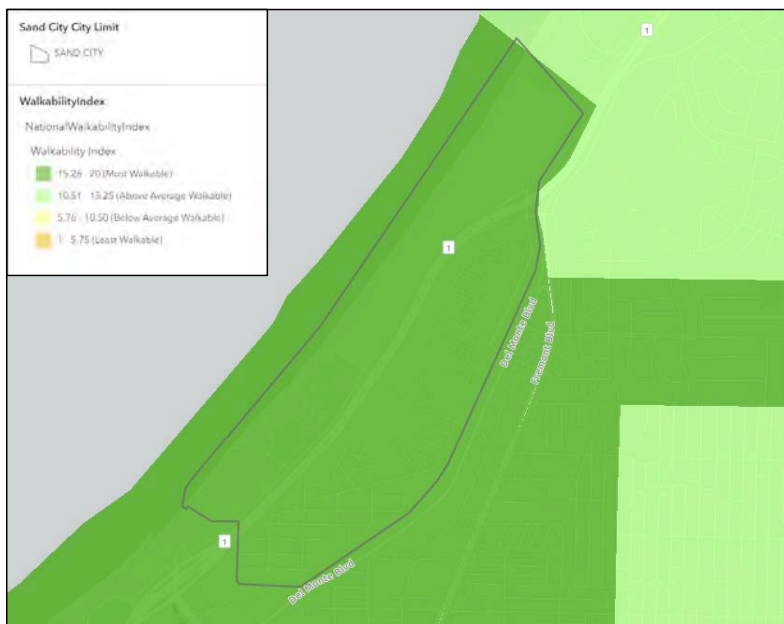 Sand City City Limit
SAND CITY
WalkabilityIndex
NationalWalkabilityIndex
Walkability Index
15.26 - 20 (Most Walkable)
10.51 - 15.25 (Above Average Walkable)
5.76 - 10.50 (Below Average Walkable)
1 - 5.75 (Least Walkable)
1
1
Del Monte Blvd
Fremont Blvd
1
Del Monte Blvd